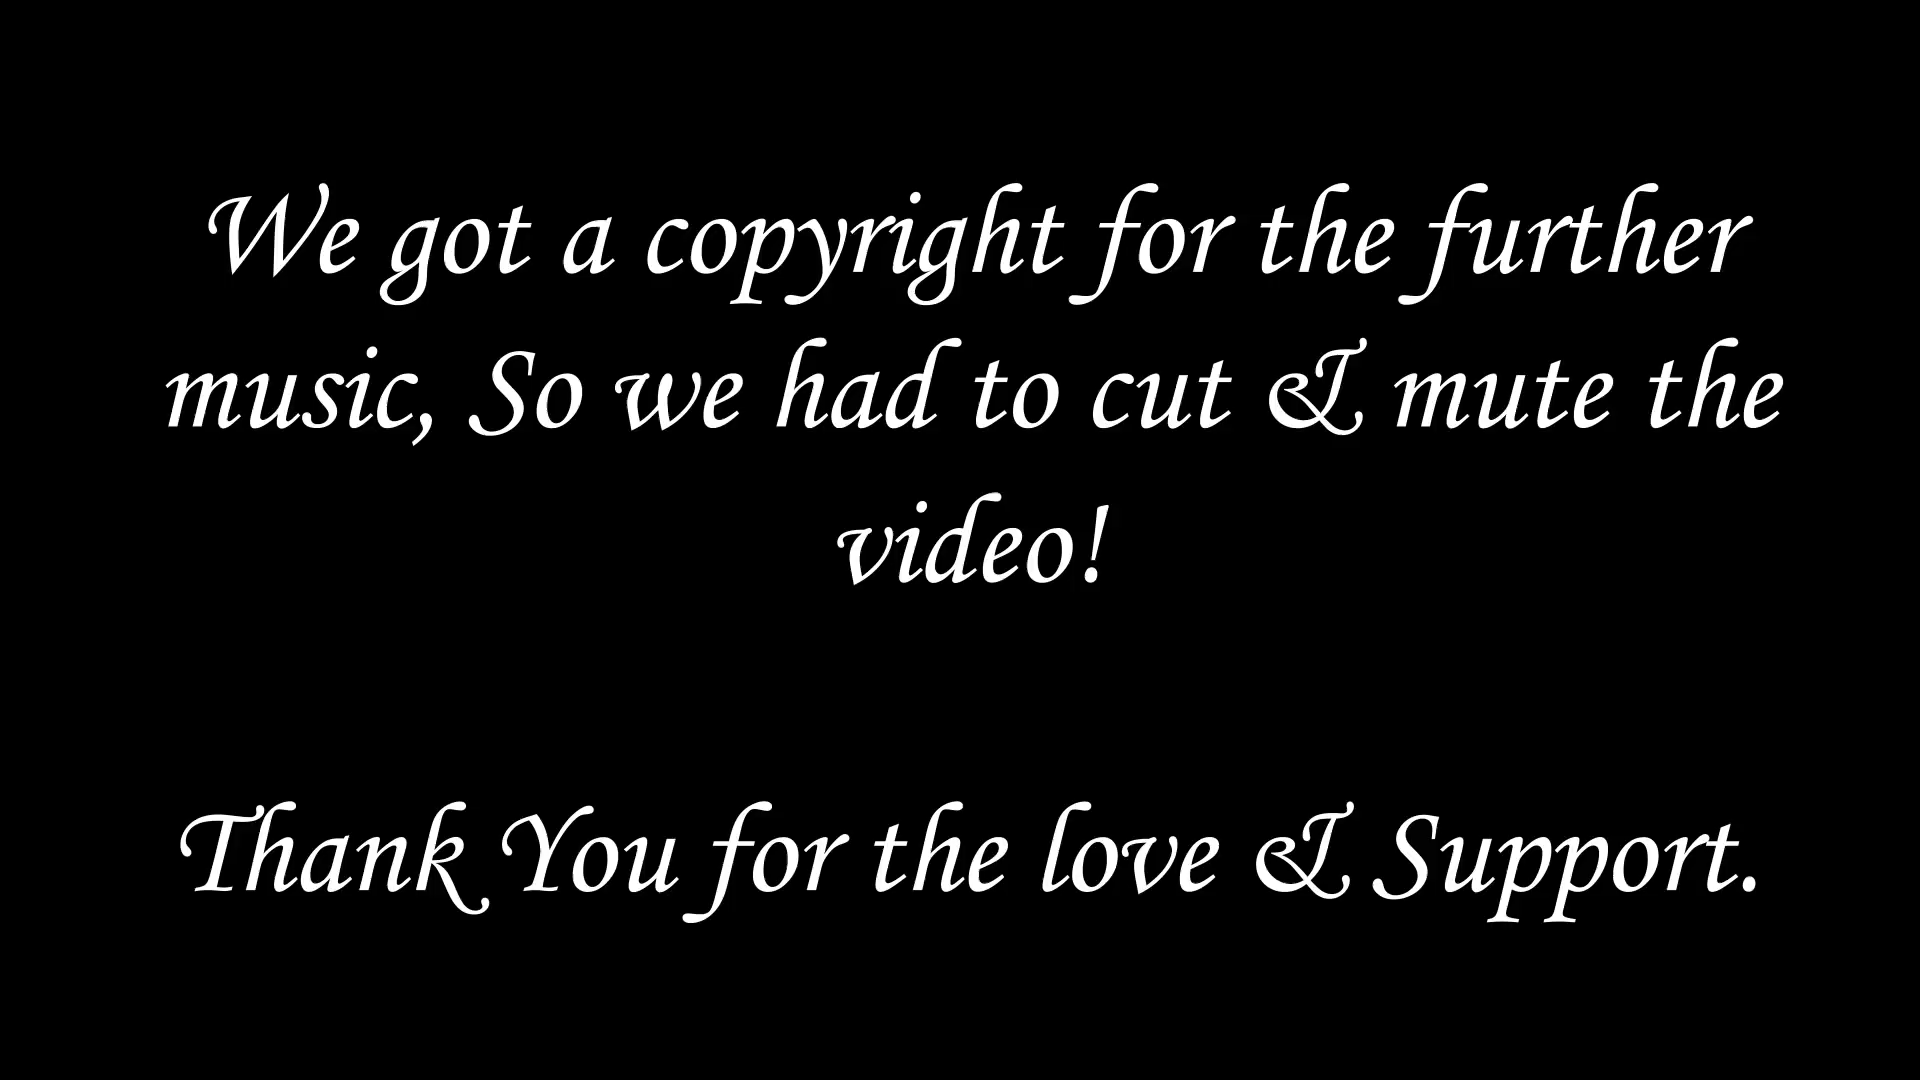 We got a copyright for the further
music, So we had to cut & mute the
video!
Thank You for the love & Support.